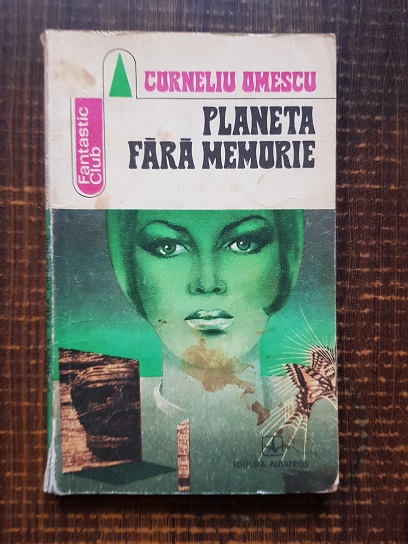 CORNELIU OMESCU
PLANETA
FĂRĂ MEMORIE
Fantastic
Club
EDITURA ALBATROS